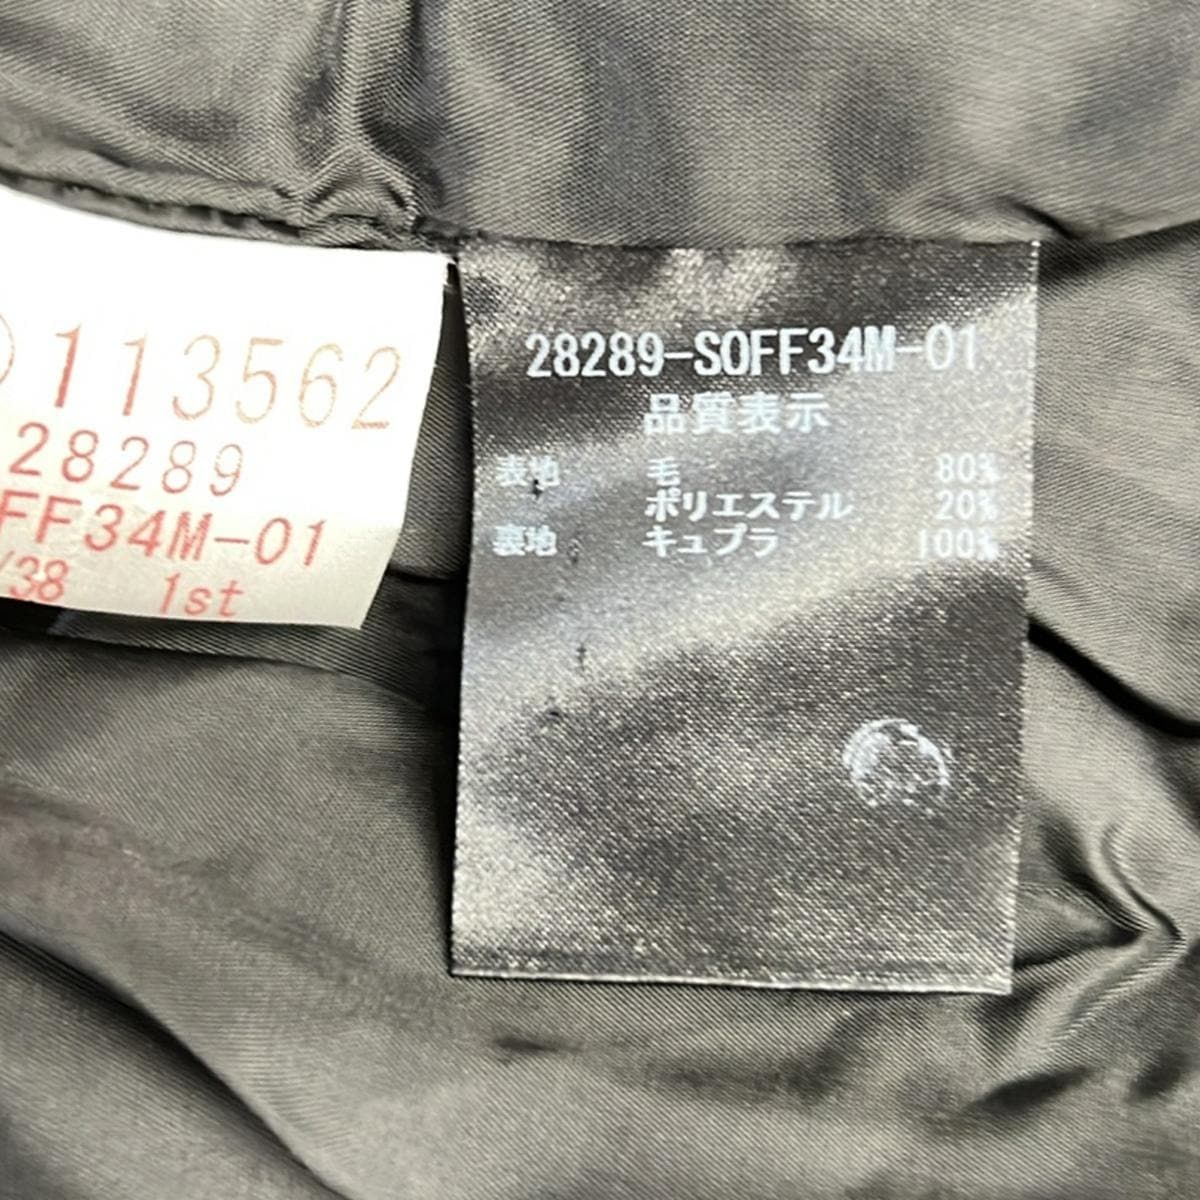 113562
28289
FF34M-01
/38 1st
28289-SOFF34M-01
品質表示
表地 毛 80%
ポリエステル 20%
裏地 キュプラ 100%